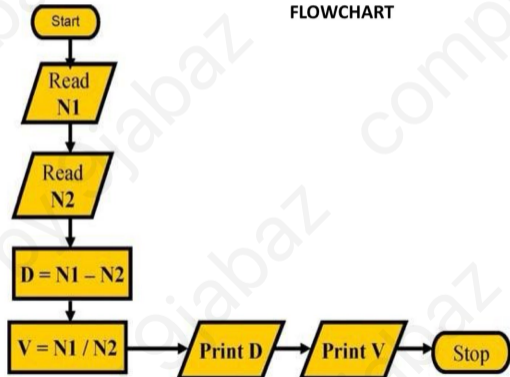 FLOWCHART
Start
Read
N1
Read
N2
D = N1 – N2
V = N1 / N2
Print D
Print V
Stop